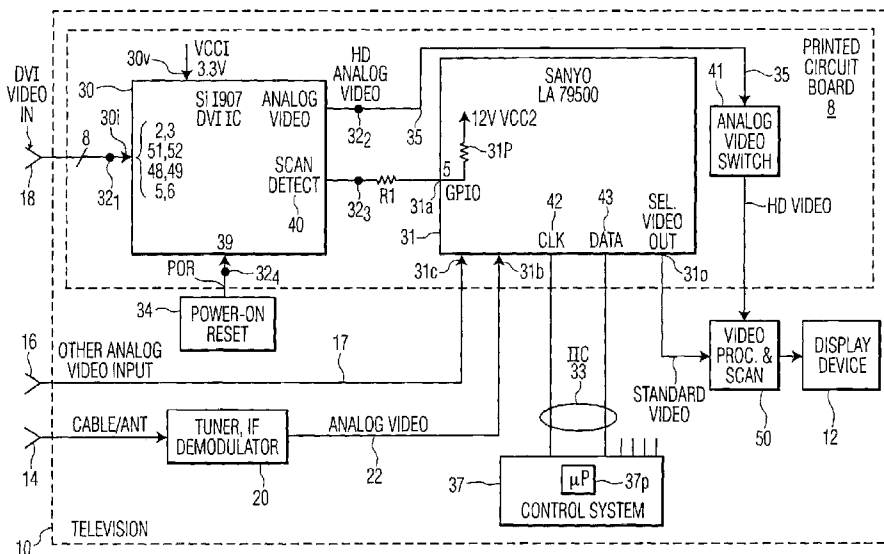 DVI
VIDEO
IN
18
8
30i
32₁
30
30v
VCCI
3.3V
SiI907
DVI IC
ANALOG
VIDEO
2,3
51,52
48,49
5,6
SCAN
DETECT
40
39
HD
ANALOG
VIDEO
32₂
35
32₃
R1
31a
31
SANYO
LA 79500
12V VCC2
31P
5
GPIO
42
CLK
43
DATA
SEL.
VIDEO
OUT
31c
31b
31o
PRINTED
CIRCUIT
BOARD
8
41
35
ANALOG
VIDEO
SWITCH
HD VIDEO
POR
32₄
34
POWER-ON
RESET
16
OTHER ANALOG
VIDEO INPUT
17
14
CABLE/ANT
TUNER, IF
DEMODULATOR
20
ANALOG VIDEO
22
IIC
33
37
μP
37p
CONTROL SYSTEM
STANDARD
VIDEO
VIDEO
PROC. &
SCAN
50
DISPLAY
DEVICE
12
10
TELEVISION